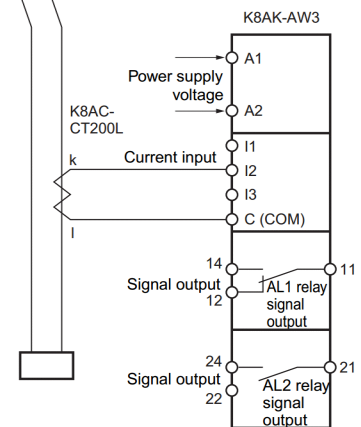 K8AK-AW3
A1
Power supply
voltage
A2
K8AC-
CT200L
I1
k
Current input
I2
I3
C (COM)
l
14
11
Signal output
AL1 relay
signal
output
12
24
21
Signal output
AL2 relay
signal
output
22